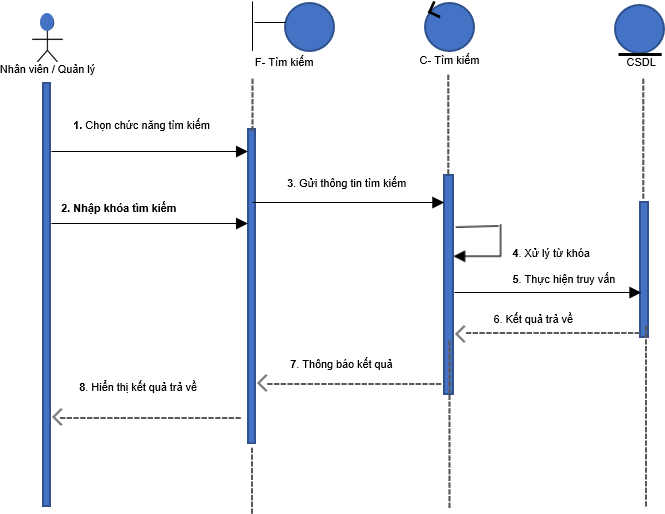 Nhân viên / Quản lý
F- Tìm kiếm
C- Tìm kiếm
CSDL
1. Chọn chức năng tìm kiếm
3. Gửi thông tin tìm kiếm
2. Nhập khóa tìm kiếm
4. Xử lý từ khóa
5. Thực hiện truy vấn
6. Kết quả trả về
7. Thông báo kết quả
8. Hiển thị kết quả trả về